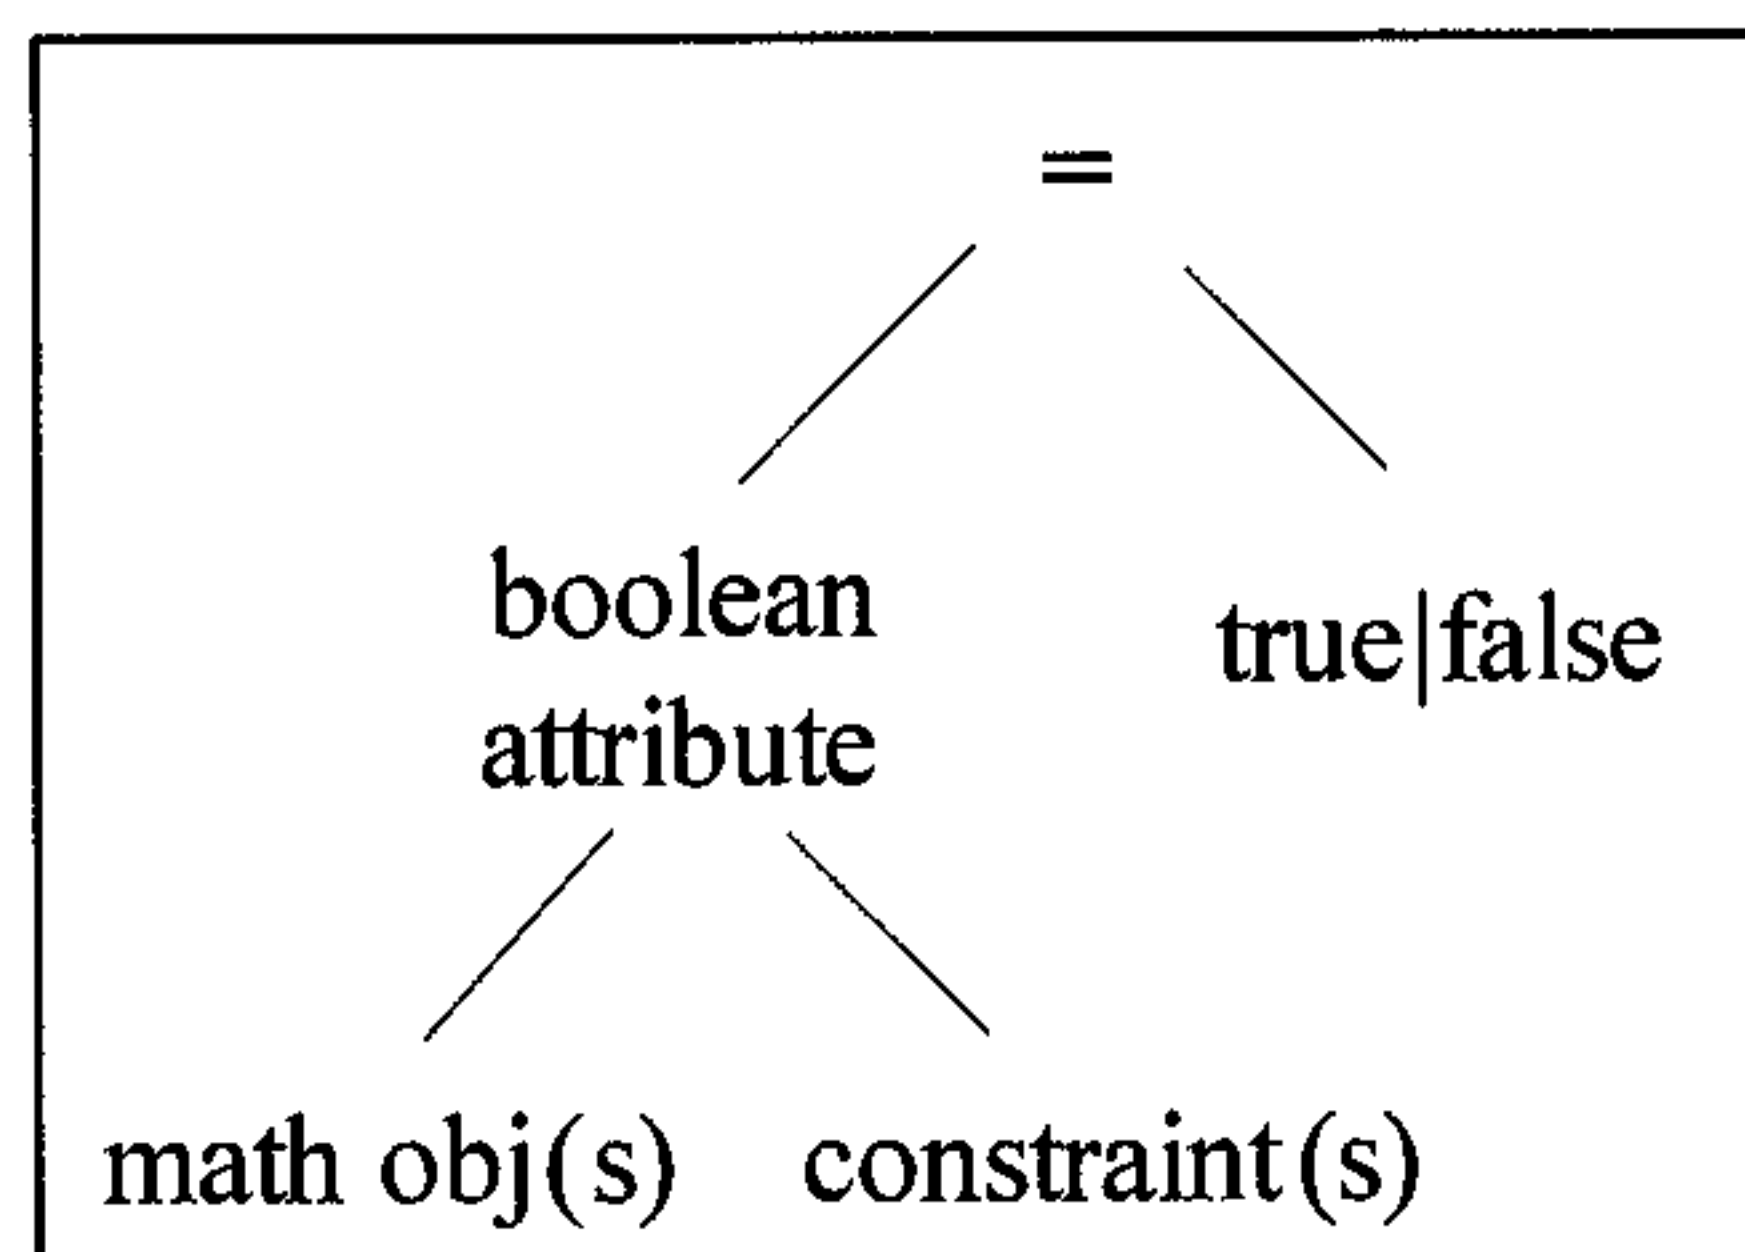 =
boolean
attribute
true|false
math obj(s)
constraint(s)